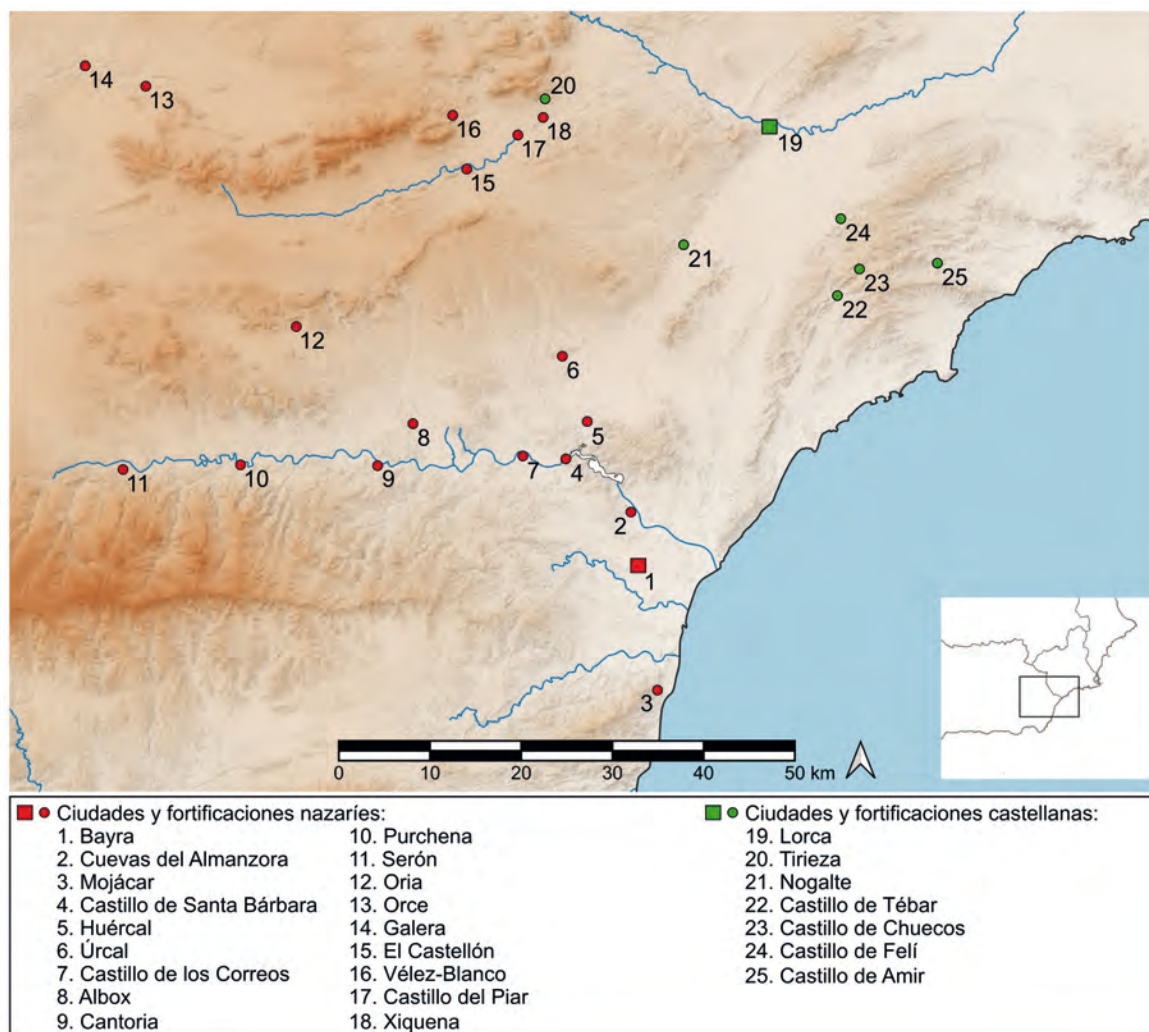 14
13
20
16
18
17
19
15
24
21
25
23
22
12
6
5
8
7
4
11
10
9
2
1
3
0 10 20 30 40 50 km
Ciudades y fortificaciones nazaríes:
1. Bayra
2. Cuevas del Almanzora
3. Mojácar
4. Castillo de Santa Bárbara
5. Huércal
6. Úrcal
7. Castillo de los Correos
8. Albox
9. Cantoria
10. Purchena
11. Serón
12. Oria
13. Orce
14. Galera
15. El Castellón
16. Vélez-Blanco
17. Castillo del Piar
18. Xiquena
Ciudades y fortificaciones castellanas:
19. Lorca
20. Tirieza
21. Nogalte
22. Castillo de Tébar
23. Castillo de Chuecos
24. Castillo de Felí
25. Castillo de Amir